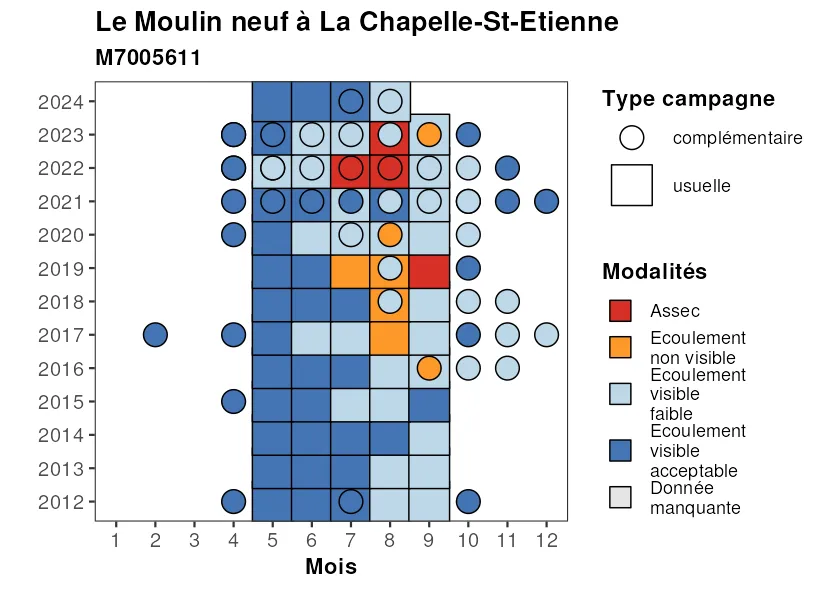 Le Moulin neuf à La Chapelle-St-Etienne
M7005611
2024
2023
2022
2021
2020
2019
2018
2017
2016
2015
2014
2013
2012
1 2 3 4 5 6 7 8 9 10 11 12
Mois
Type campagne
complémentaire
usuelle
Modalités
Assec
Ecoulement
non visible
Ecoulement
visible
faible
Ecoulement
visible
acceptable
Donnée
manquante